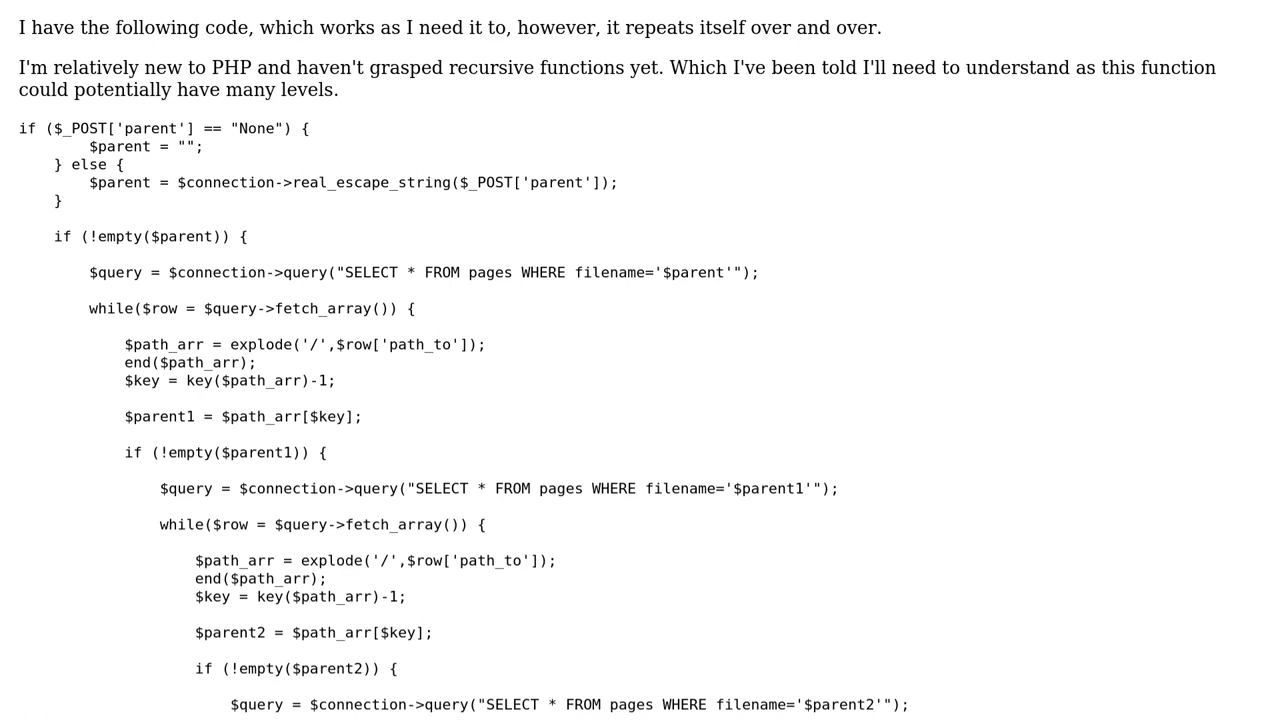 I have the following code, which works as I need it to, however, it repeats itself over and over.
I'm relatively new to PHP and haven't grasped recursive functions yet. Which I've been told I'll need to understand as this function
could potentially have many levels.
if ($_POST['parent'] == "None") {
        $parent = "";
    } else {
        $parent = $connection->real_escape_string($_POST['parent']);
    }
    if (!empty($parent)) {
        $query = $connection->query("SELECT * FROM pages WHERE filename='$parent'");
        while($row = $query->fetch_array()) {
            $path_arr = explode('/',$row['path_to']);
            end($path_arr);
            $key = key($path_arr)-1;
            $parent1 = $path_arr[$key];
            if (!empty($parent1)) {
                $query = $connection->query("SELECT * FROM pages WHERE filename='$parent1'");
                while($row = $query->fetch_array()) {
                    $path_arr = explode('/',$row['path_to']);
                    end($path_arr);
                    $key = key($path_arr)-1;
                    $parent2 = $path_arr[$key];
                    if (!empty($parent2)) {
                        $query = $connection->query("SELECT * FROM pages WHERE filename='$parent2'");